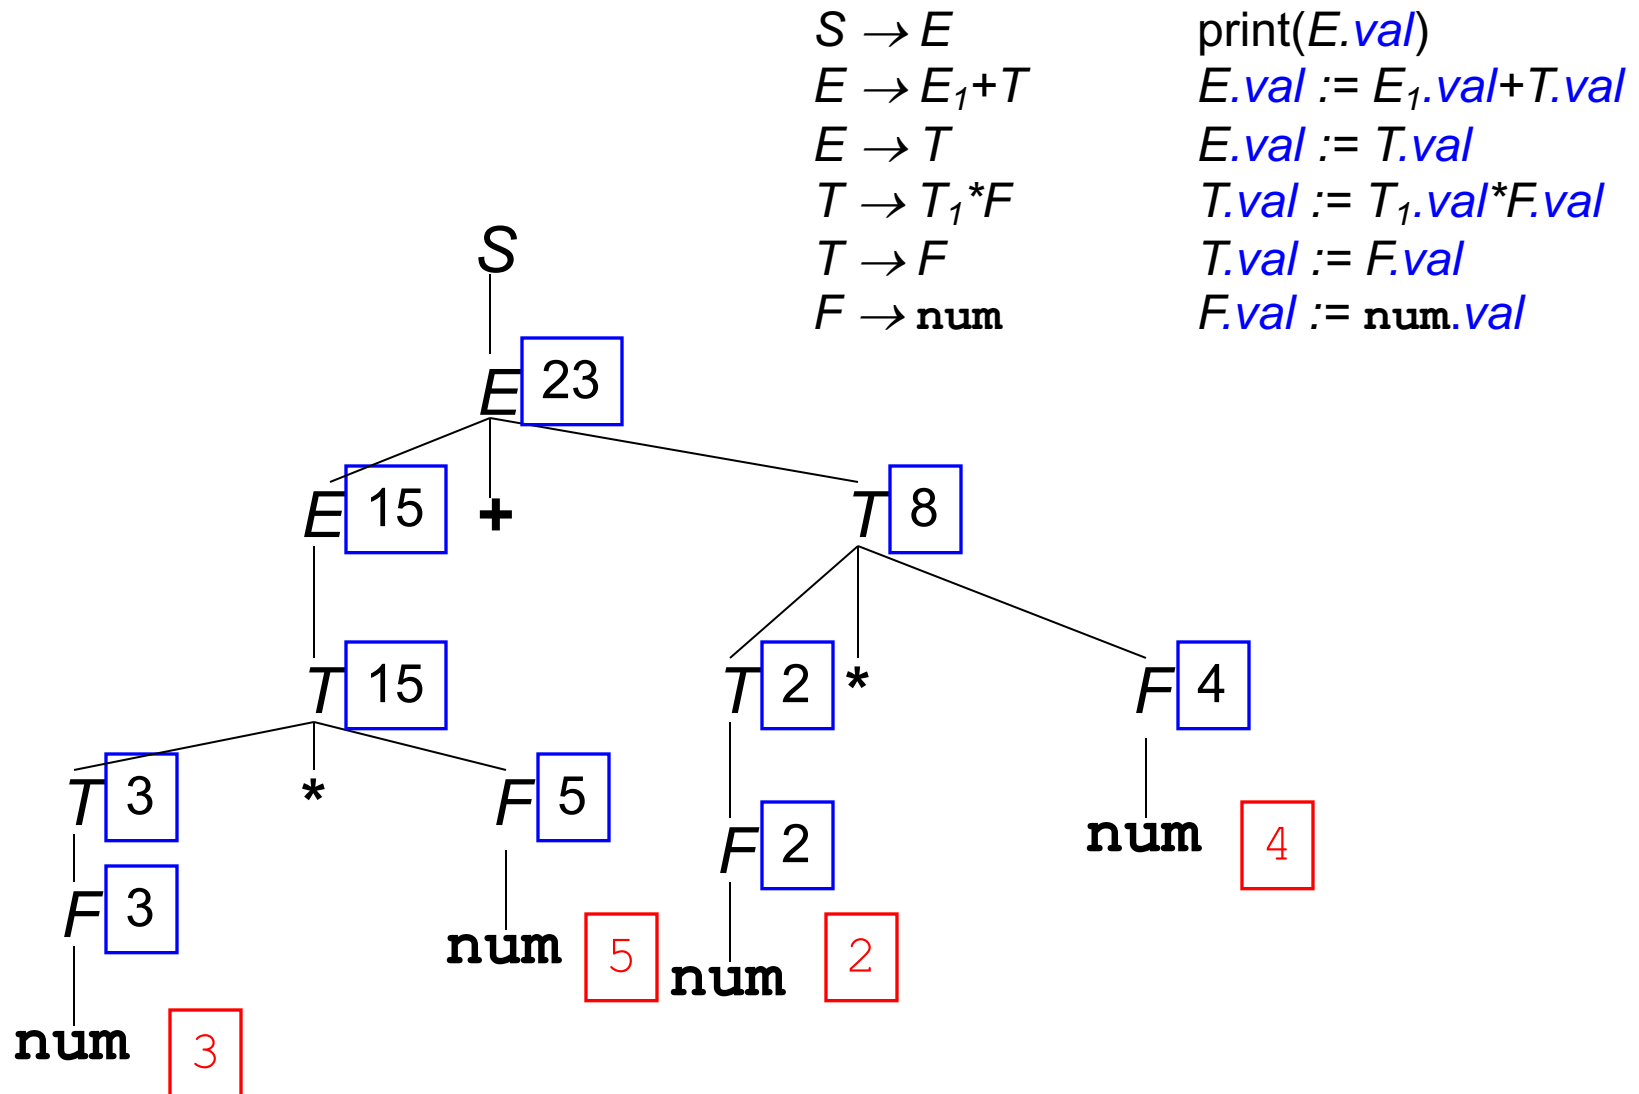 S → E print(E.val)
E → E₁+T E.val := E₁.val+T.val
E → T E.val := T.val
T → T₁*F T.val := T₁.val*F.val
T → F T.val := F.val
F → num F.val := num.val
S
E 23
E 15 + T 8
T 15 T 2 * F 4
T 3 * F 5
F 2 num 4
F 3
num 5 num 2
num 3